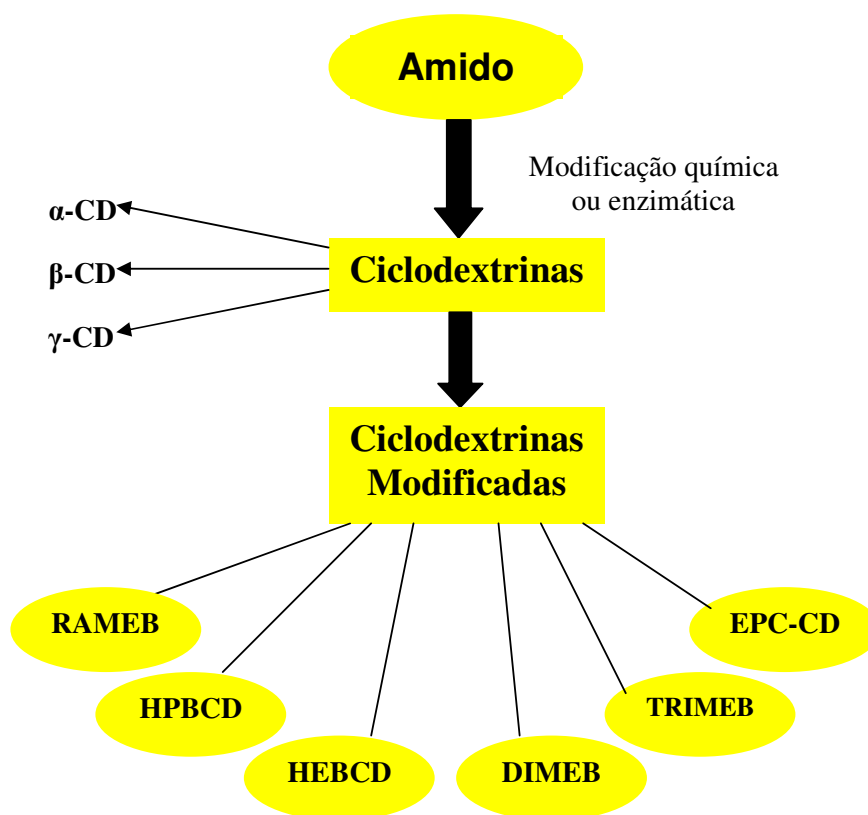 Amido
Modificação química
ou enzimática
α-CD
β-CD
γ-CD
Ciclodextrinas
Ciclodextrinas
Modificadas
RAMEB
HPBCD
HEBCD
DIMEB
TRIMEB
EPC-CD